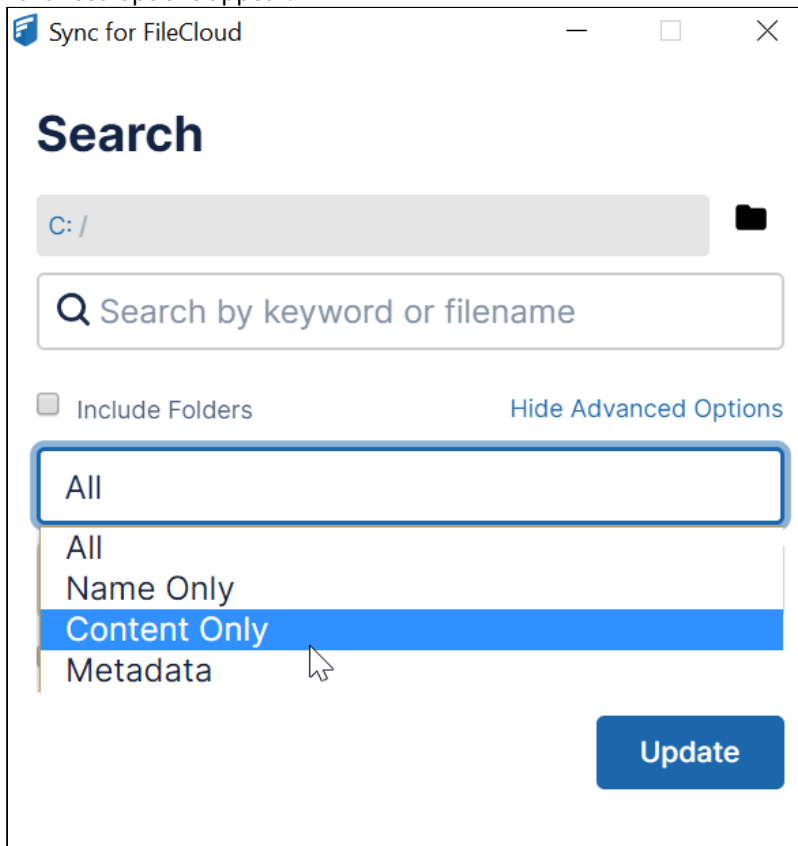 Sync for FileCloud
Search
C: /
Search by keyword or filename
Include Folders
Hide Advanced Options
All
All
Name Only
Content Only
Metadata
Update